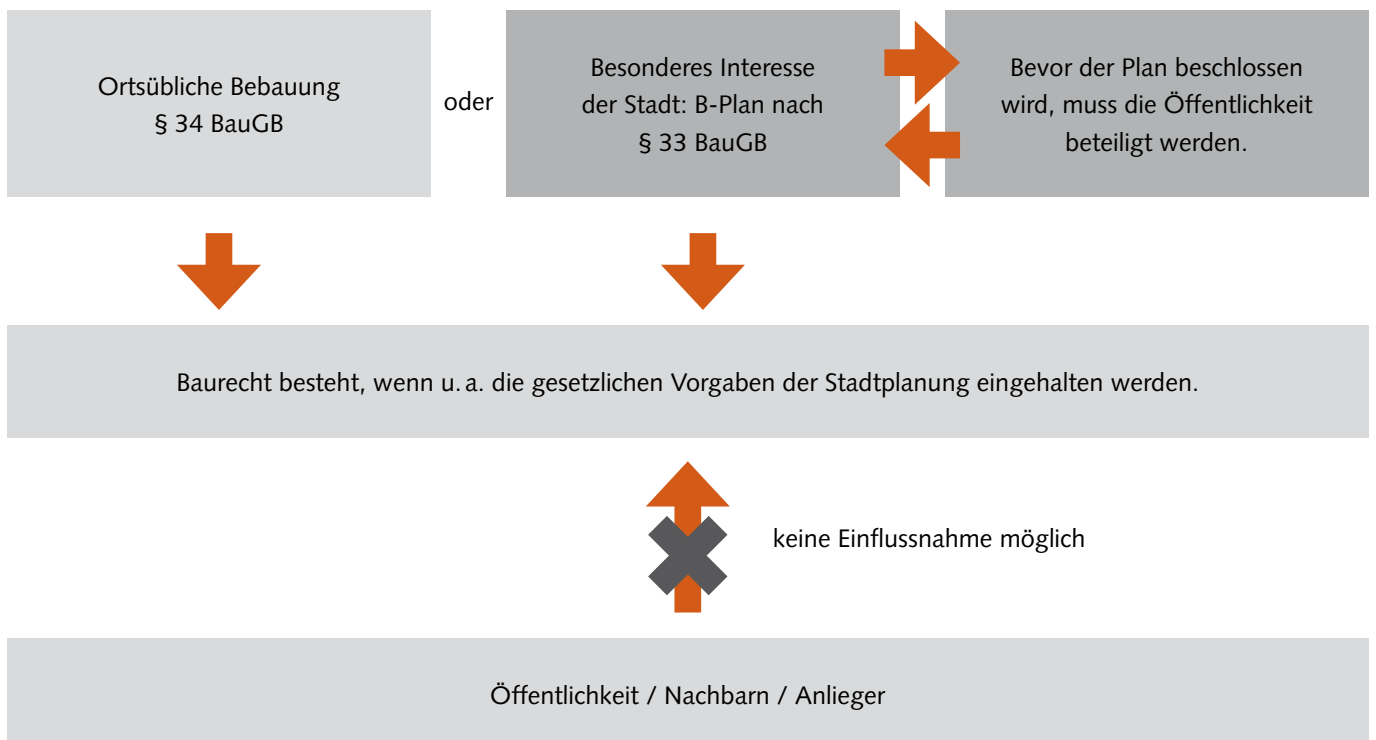 Ortsübliche Bebauung
§ 34 BauGB
oder
Besonderes Interesse
der Stadt: B-Plan nach
§ 33 BauGB
Bevor der Plan beschlossen
wird, muss die Öffentlichkeit
beteiligt werden.
Baurecht besteht, wenn u. a. die gesetzlichen Vorgaben der Stadtplanung eingehalten werden.
keine Einflussnahme möglich
Öffentlichkeit / Nachbarn / Anlieger